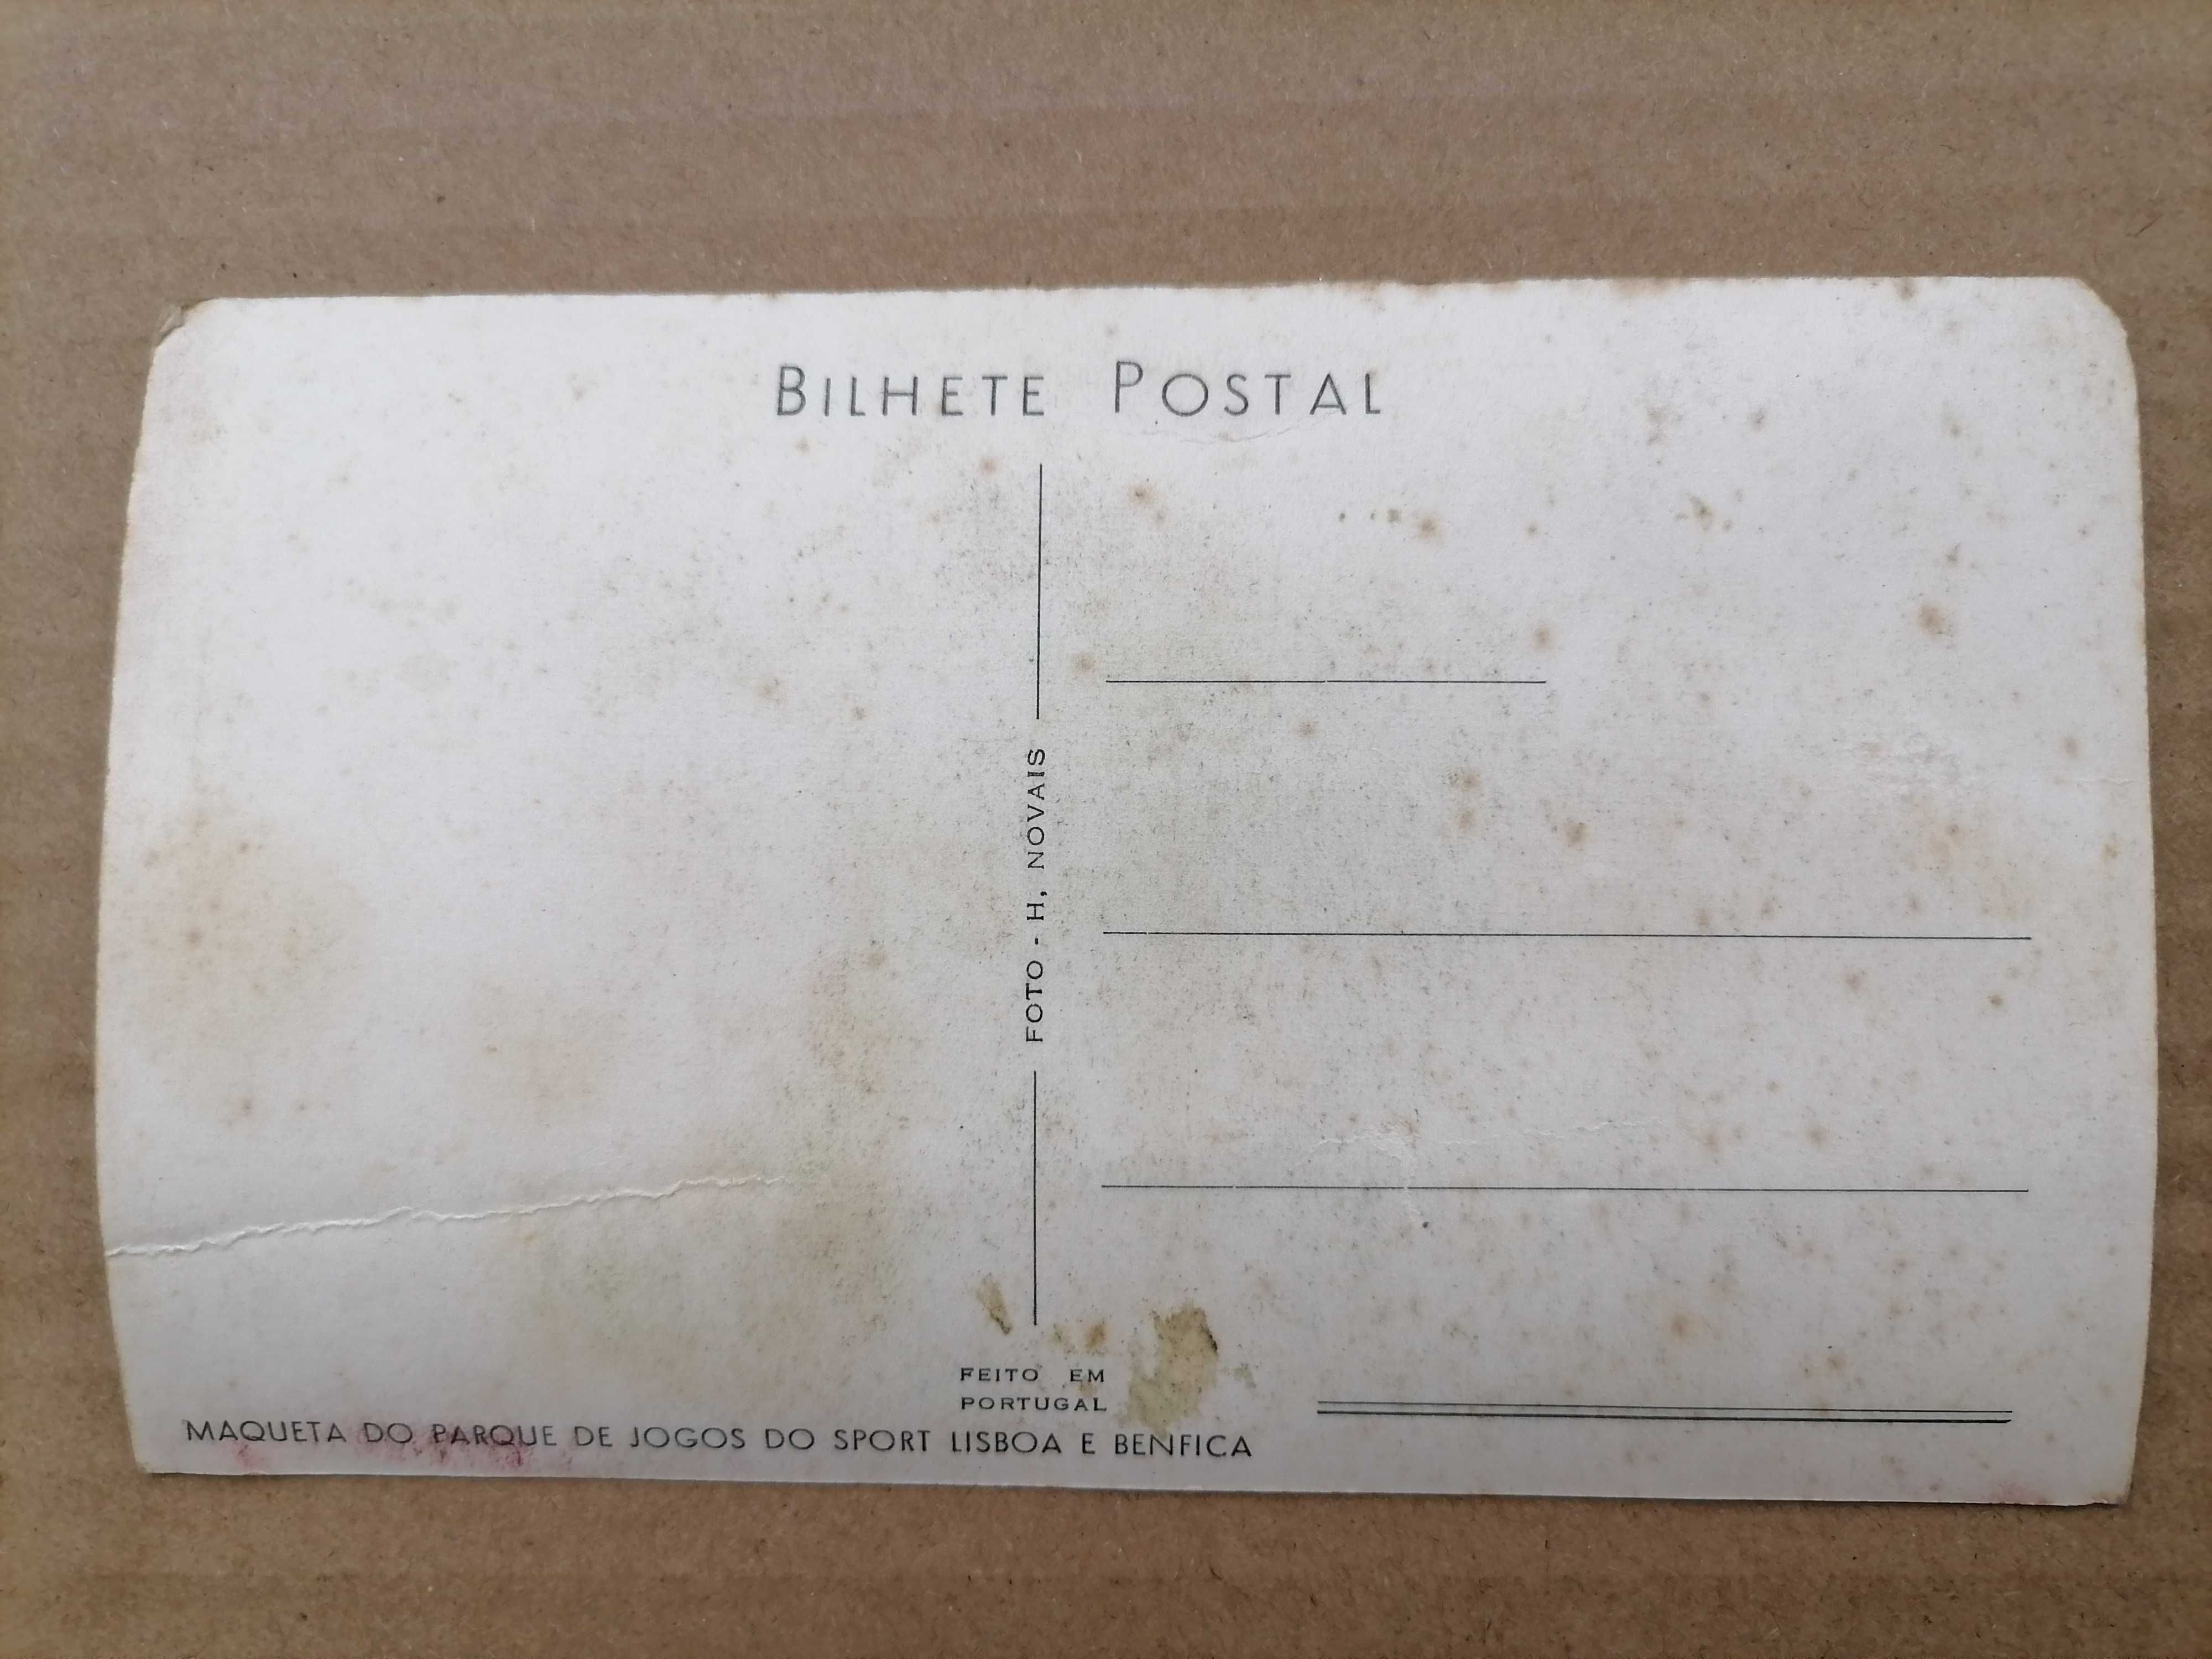 BILHETE POSTAL
FOTO - H, NOVAIS
FEITO EM
PORTUGAL
MAQUETA DO PARQUE DE JOGOS DO SPORT LISBOA E BENFICA